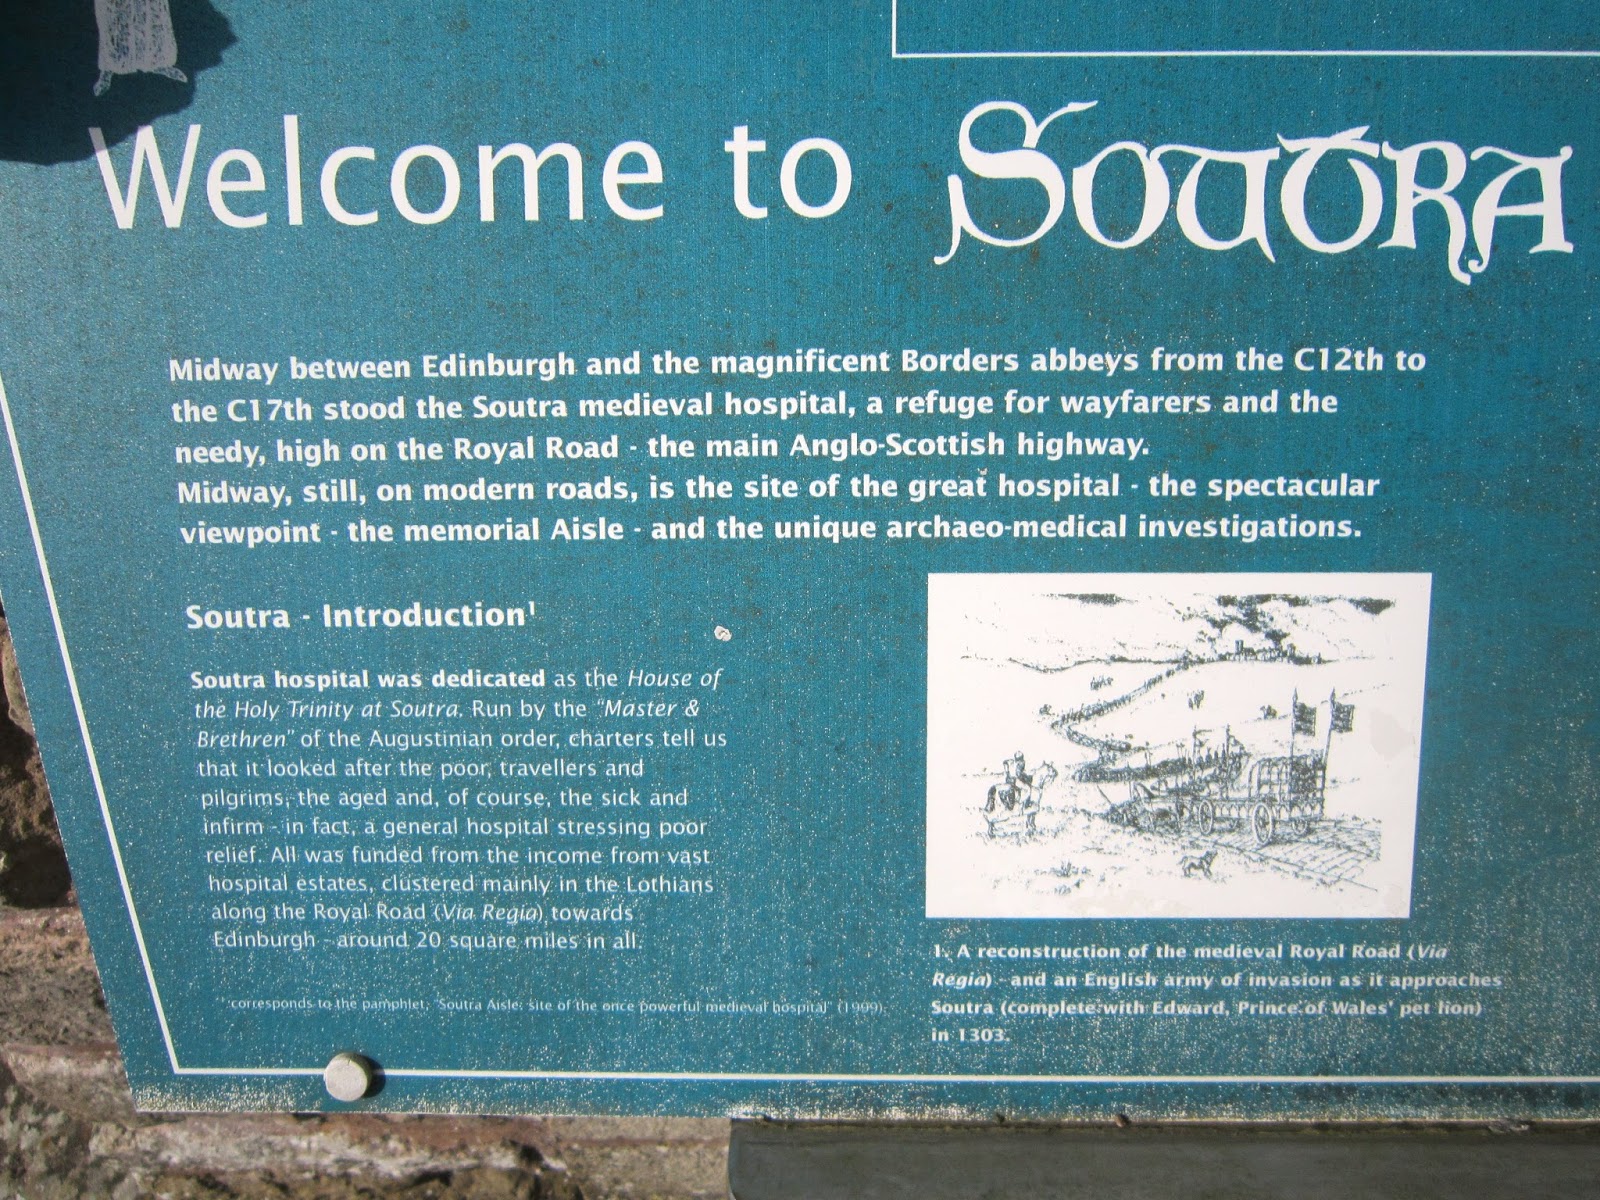 Welcome to SOUTRA
Midway between Edinburgh and the magnificent Borders abbeys from the C12th to
the C17th stood the Soutra medieval hospital, a refuge for wayfarers and the
needy, high on the Royal Road - the main Anglo-Scottish highway.
Midway, still, on modern roads, is the site of the great hospital - the spectacular
viewpoint - the memorial Aisle - and the unique archaeo-medical investigations.
Soutra - Introduction¹
Soutra hospital was dedicated as the House of
the Holy Trinity at Soutra. Run by the "Master &
Brethren" of the Augustinian order, charters tell us
that it looked after the poor, travellers and
pilgrims, the aged and, of course, the sick and
infirm - in fact, a general hospital stressing poor
relief. All was funded from the income from vast
hospital estates, clustered mainly in the Lothians
along the Royal Road (Via Regia) towards
Edinburgh - around 20 square miles in all.
¹ corresponds to the pamphlet, "Soutra Aisle: site of the once powerful medieval hospital" (1999).
1. A reconstruction of the medieval Royal Road (Via
Regia) - and an English army of invasion as it approaches
Soutra (complete with Edward, Prince of Wales' pet lion)
in 1303.